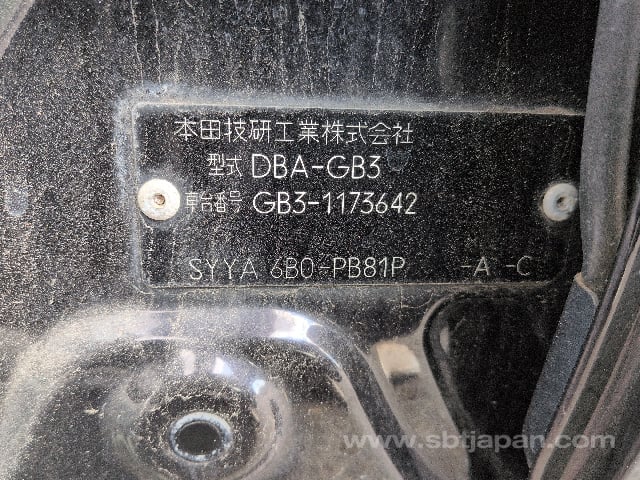 本田技研工業株式会社
型式 DBA-GB3
車台番号 GB3-1173642
SYYA 6B0-PB81P -A -C
www.sbtjapan.com